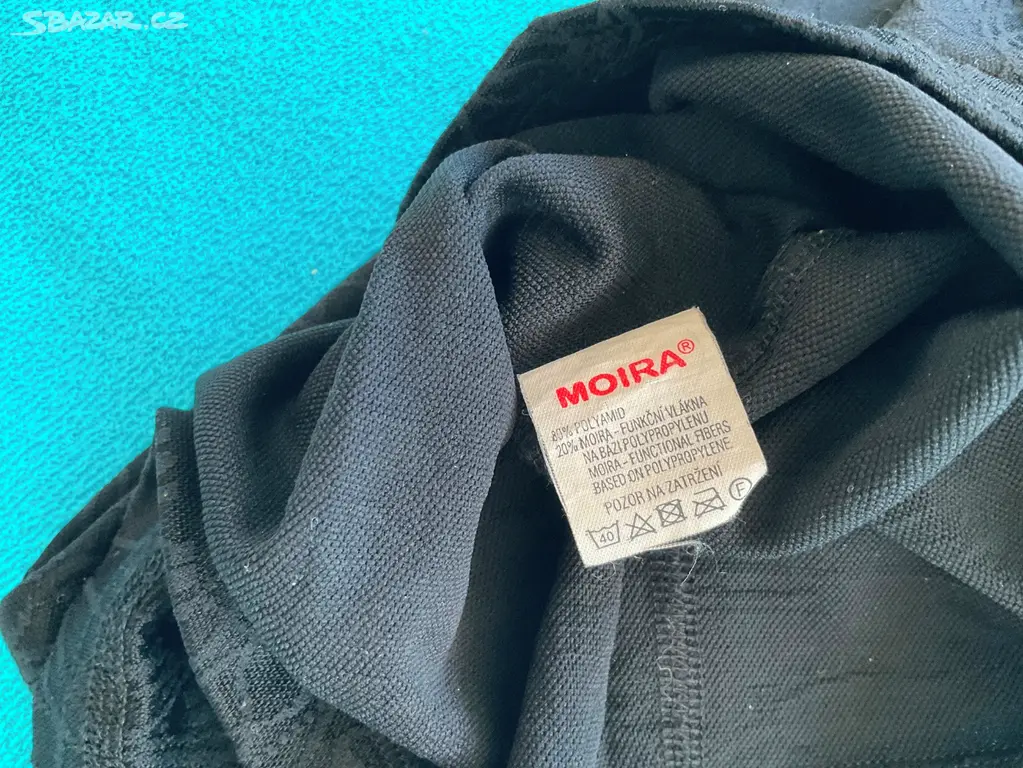 SBAZAR.CZ
MOIRA®
80% POLYAMID
20% MOIRA - FUNKČNÍ VLÁKNA
NA BÁZI POLYPROPYLENU
MOIRA - FUNCTIONAL FIBERS
BASED ON POLYPROPYLENE
POZOR NA ZATRŽENÍ
40 F